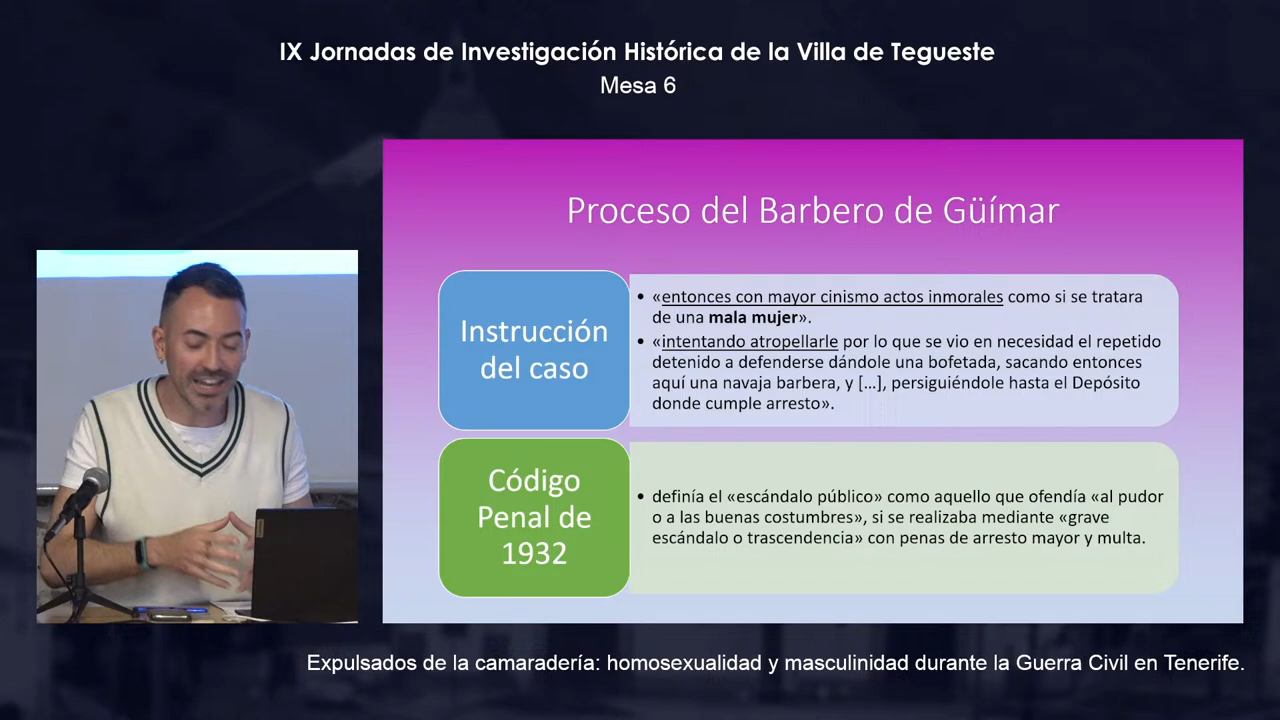 IX Jornadas de Investigación Histórica de la Villa de Tegueste
Mesa 6
Proceso del Barbero de Güímar
Instrucción
del caso
• «entonces con mayor cinismo actos inmorales como si se tratara
de una mala mujer».
• «intentando atropellarle por lo que se vio en necesidad el repetido
detenido a defenderse dándole una bofetada, sacando entonces
aquí una navaja barbera, y [...], persiguiéndole hasta el Depósito
donde cumple arresto».
Código
Penal de
1932
• definía el «escándalo público» como aquello que ofendía «al pudor
o a las buenas costumbres», si se realizaba mediante «grave
escándalo o trascendencia» con penas de arresto mayor y multa.
Expulsados de la camaradería: homosexualidad y masculinidad durante la Guerra Civil en Tenerife.